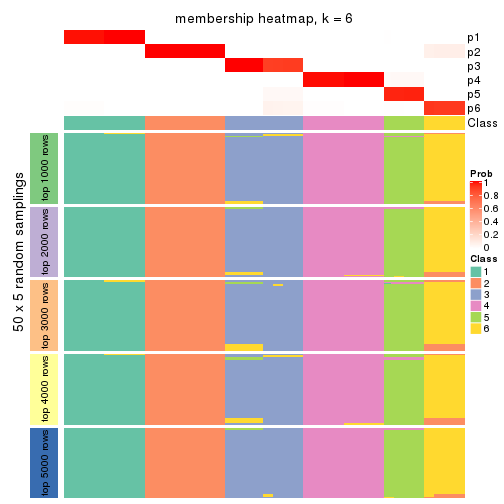 membership heatmap, k = 6
p1
p2
p3
p4
p5
p6
Class
50 x 5 random samplings
top 1000 rows
top 2000 rows
top 3000 rows
top 4000 rows
top 5000 rows
Prob
1
0.8
0.6
0.4
0.2
0
Class
1
2
3
4
5
6